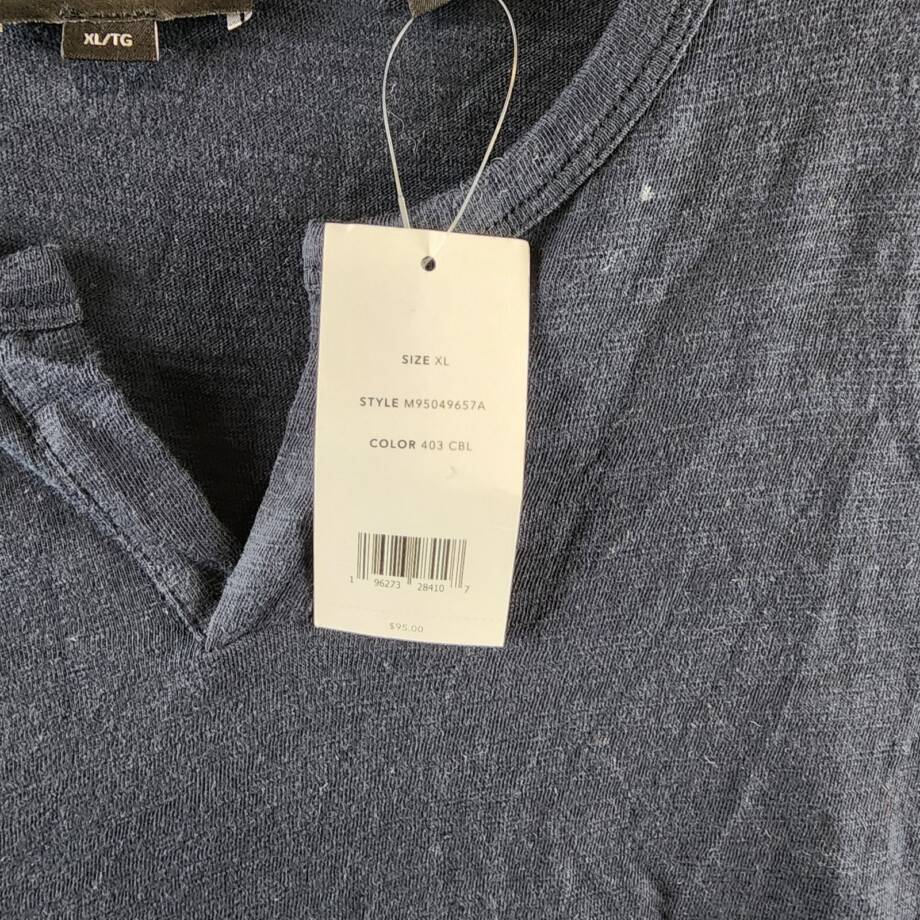 XL/TG
SIZE XL
STYLE M95049657A
COLOR 403 CBL
1 96273 28410 7
$95.00